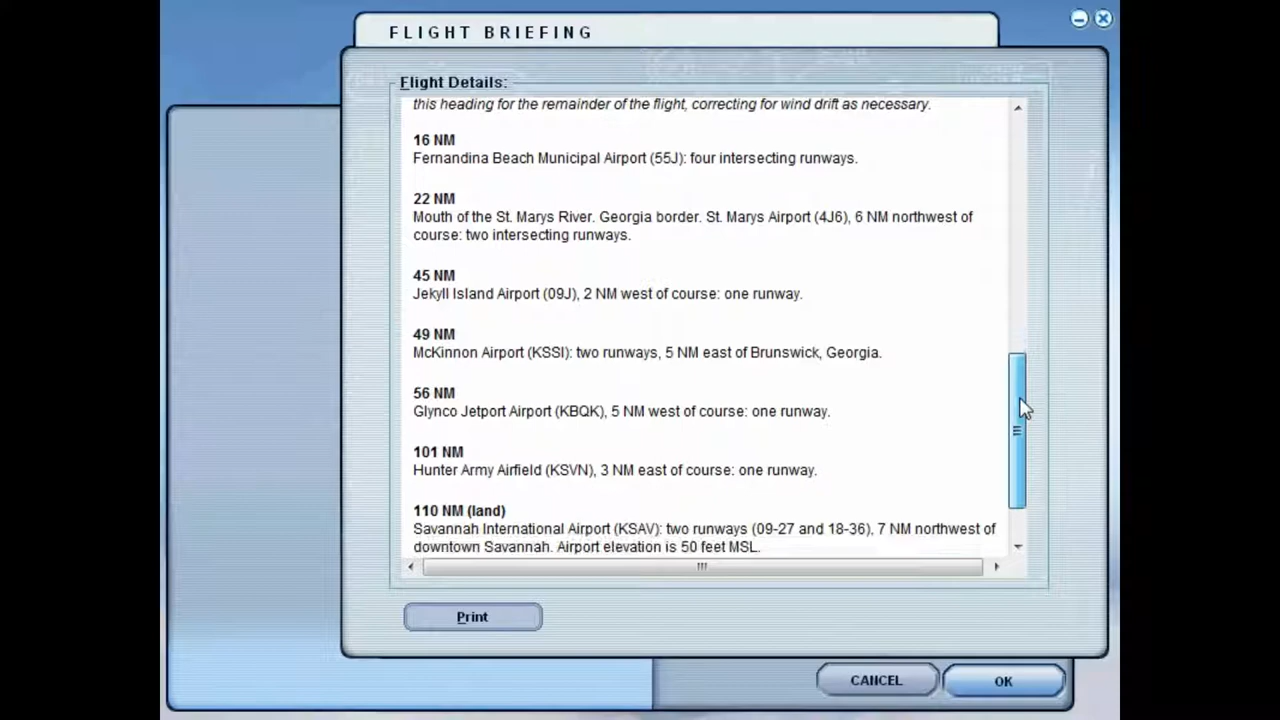 FLIGHT BRIEFING
Flight Details:
this heading for the remainder of the flight, correcting for wind drift as necessary.
16 NM
Fernandina Beach Municipal Airport (55J): four intersecting runways.
22 NM
Mouth of the St. Marys River. Georgia border. St. Marys Airport (4J6), 6 NM northwest of
course: two intersecting runways.
45 NM
Jekyll Island Airport (09J), 2 NM west of course: one runway.
49 NM
McKinnon Airport (KSSI): two runways, 5 NM east of Brunswick, Georgia.
56 NM
Glynco Jetport Airport (KBQK), 5 NM west of course: one runway.
101 NM
Hunter Army Airfield (KSVN), 3 NM east of course: one runway.
110 NM (land)
Savannah International Airport (KSAV): two runways (09-27 and 18-36), 7 NM northwest of
downtown Savannah. Airport elevation is 50 feet MSL.
Print
CANCEL
OK